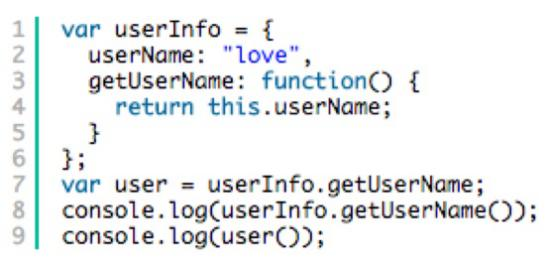 1 var userInfo = {
2 userName: "love",
3 getUserName: function() {
4 return this.userName;
5 }
6 };
7 var user = userInfo.getUserName;
8 console.log(userInfo.getUserName());
9 console.log(user());